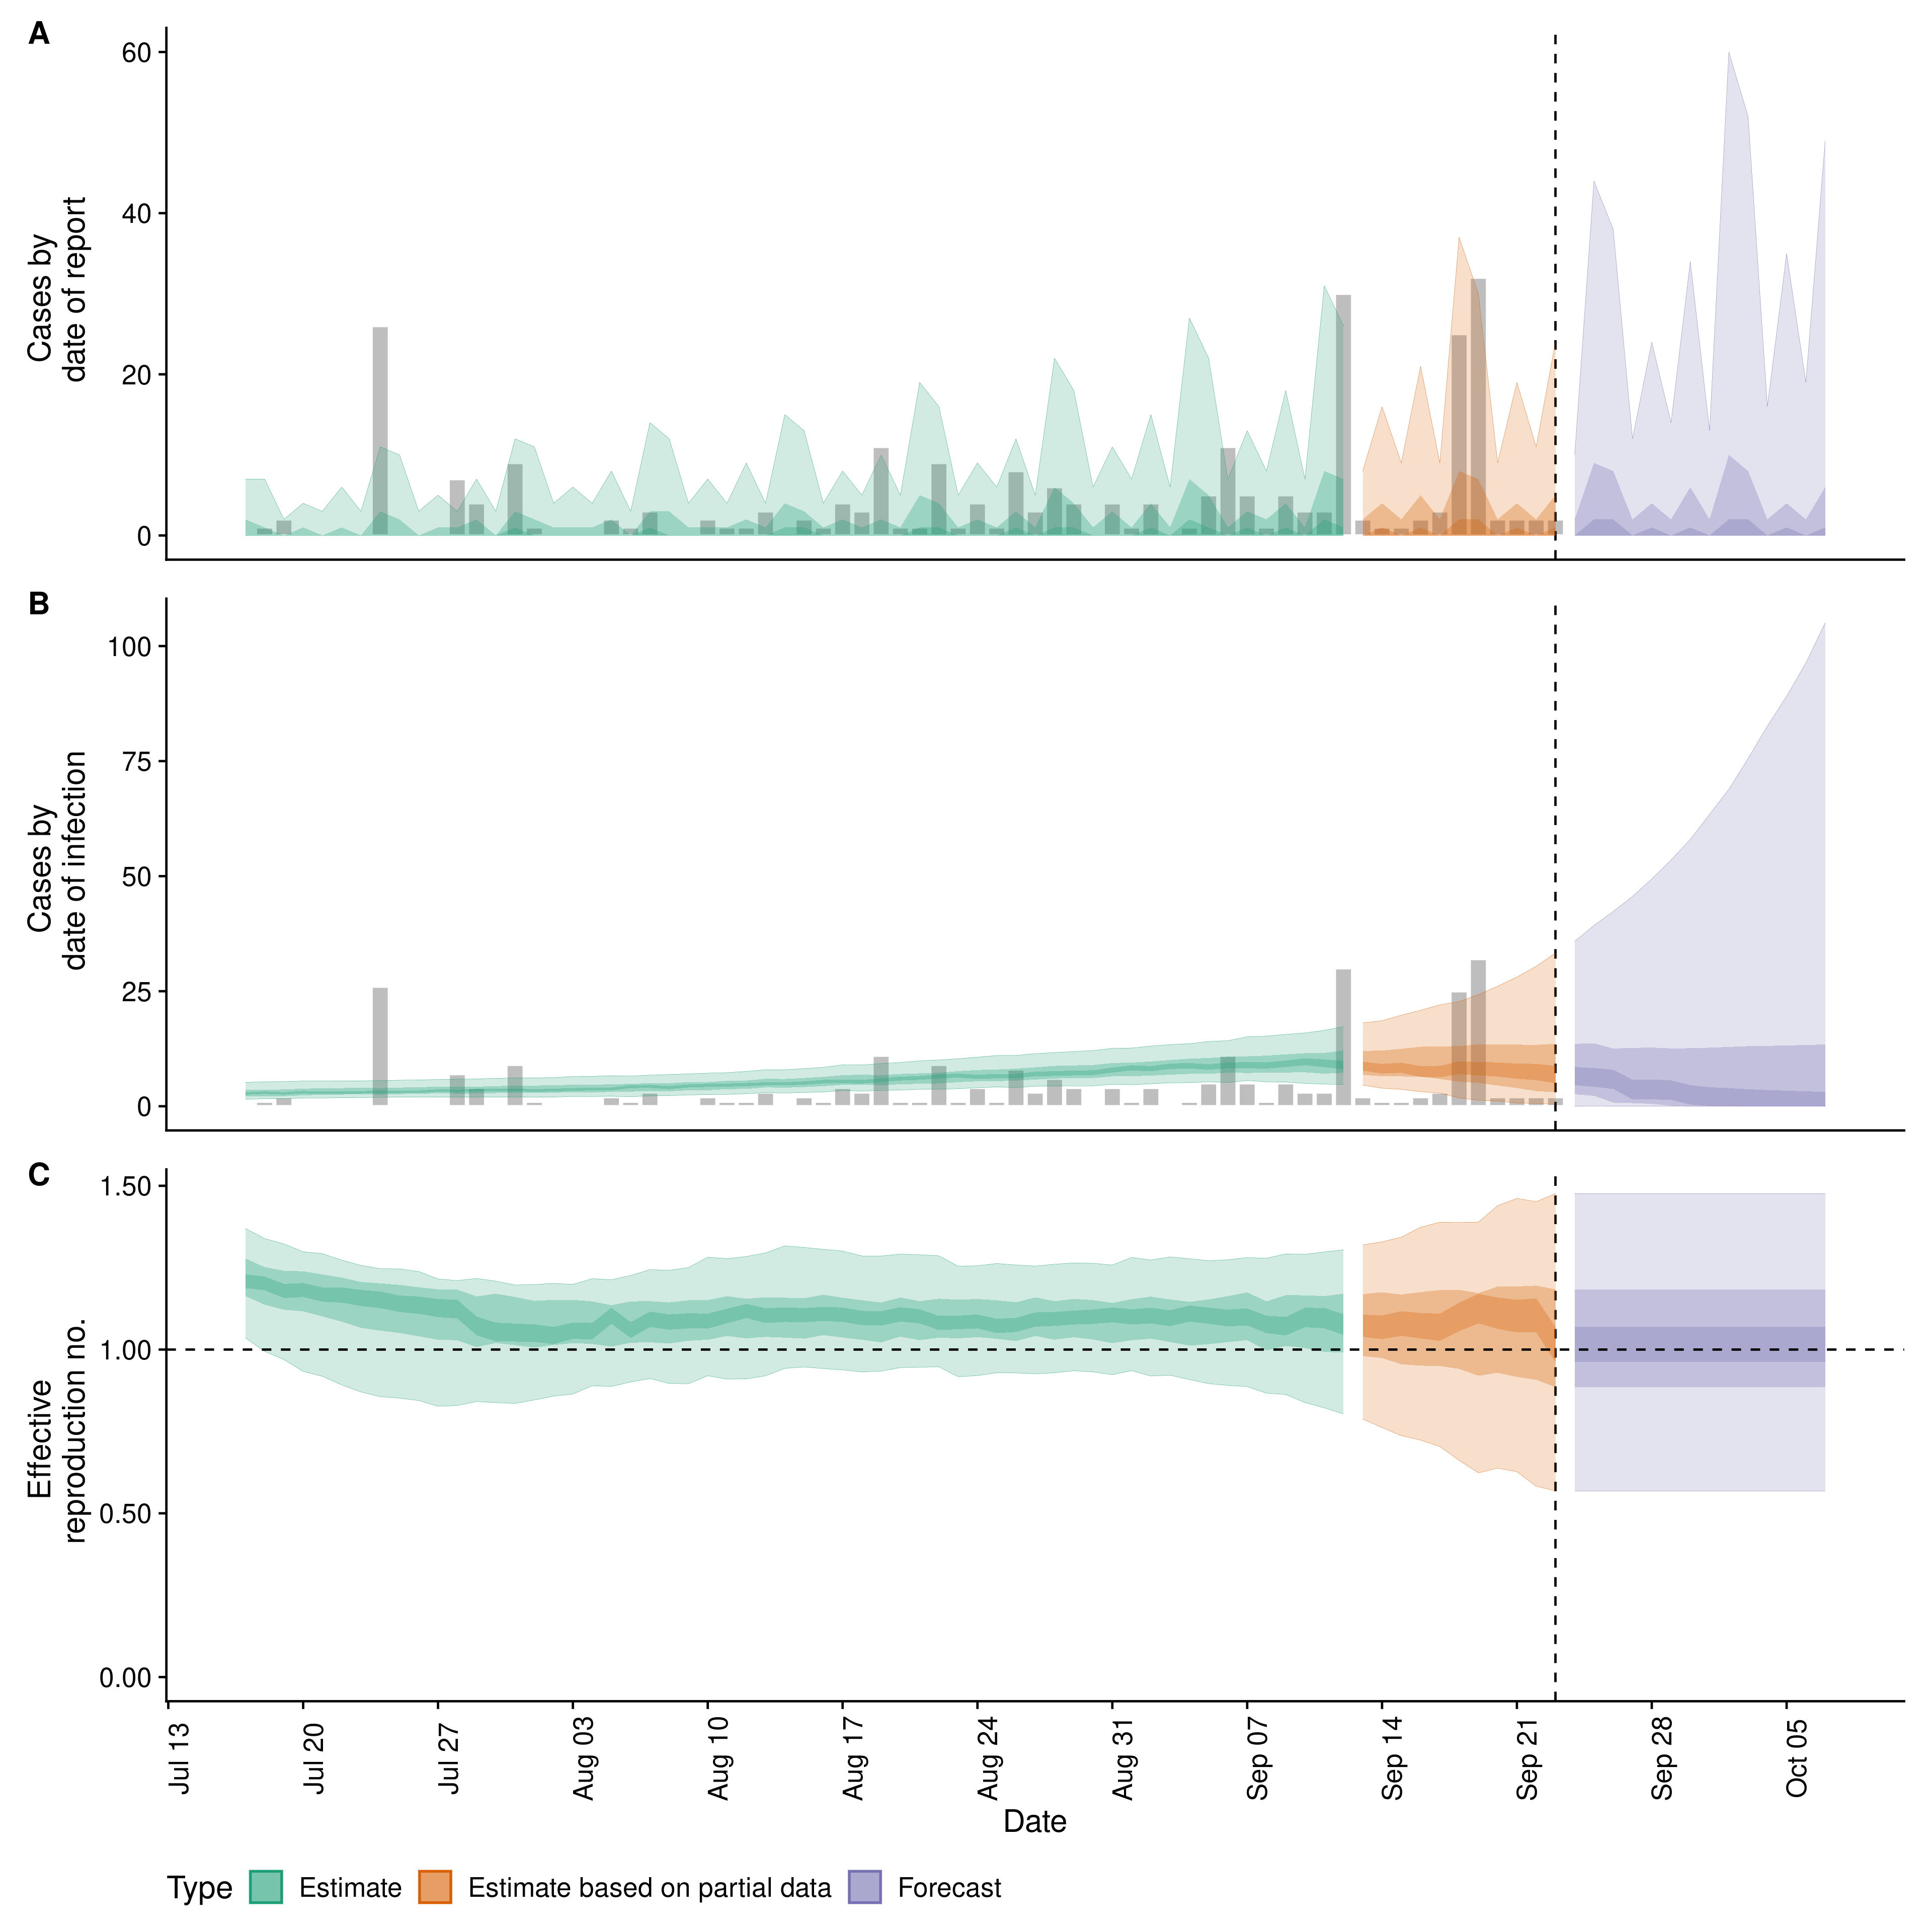 A
60
40
20
0
Cases by
date of report
B
100
75
50
25
0
Cases by
date of infection
C
1.50
1.00
0.50
0.00
Effective
reproduction no.
Jul 13
Jul 20
Jul 27
Aug 03
Aug 10
Aug 17
Aug 24
Aug 31
Sep 07
Sep 14
Sep 21
Sep 28
Oct 05
Date
Type Estimate Estimate based on partial data Forecast